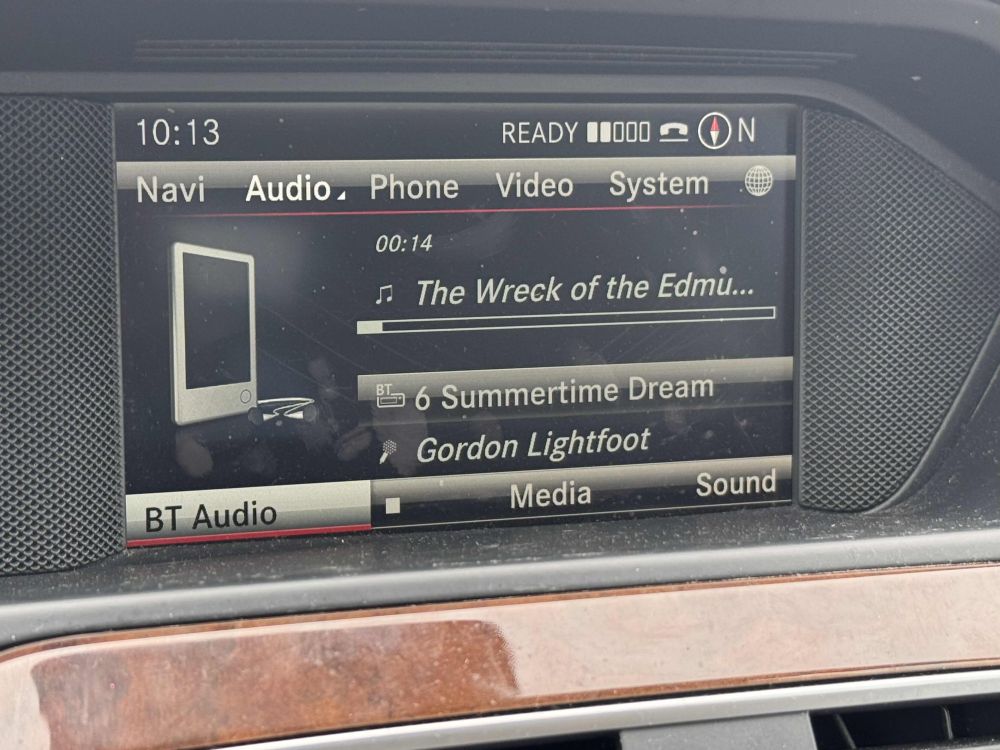 10:13 READY N
Navi Audio Phone Video System
00:14
The Wreck of the Edmu...
BT 6 Summertime Dream
Gordon Lightfoot
BT Audio Media Sound